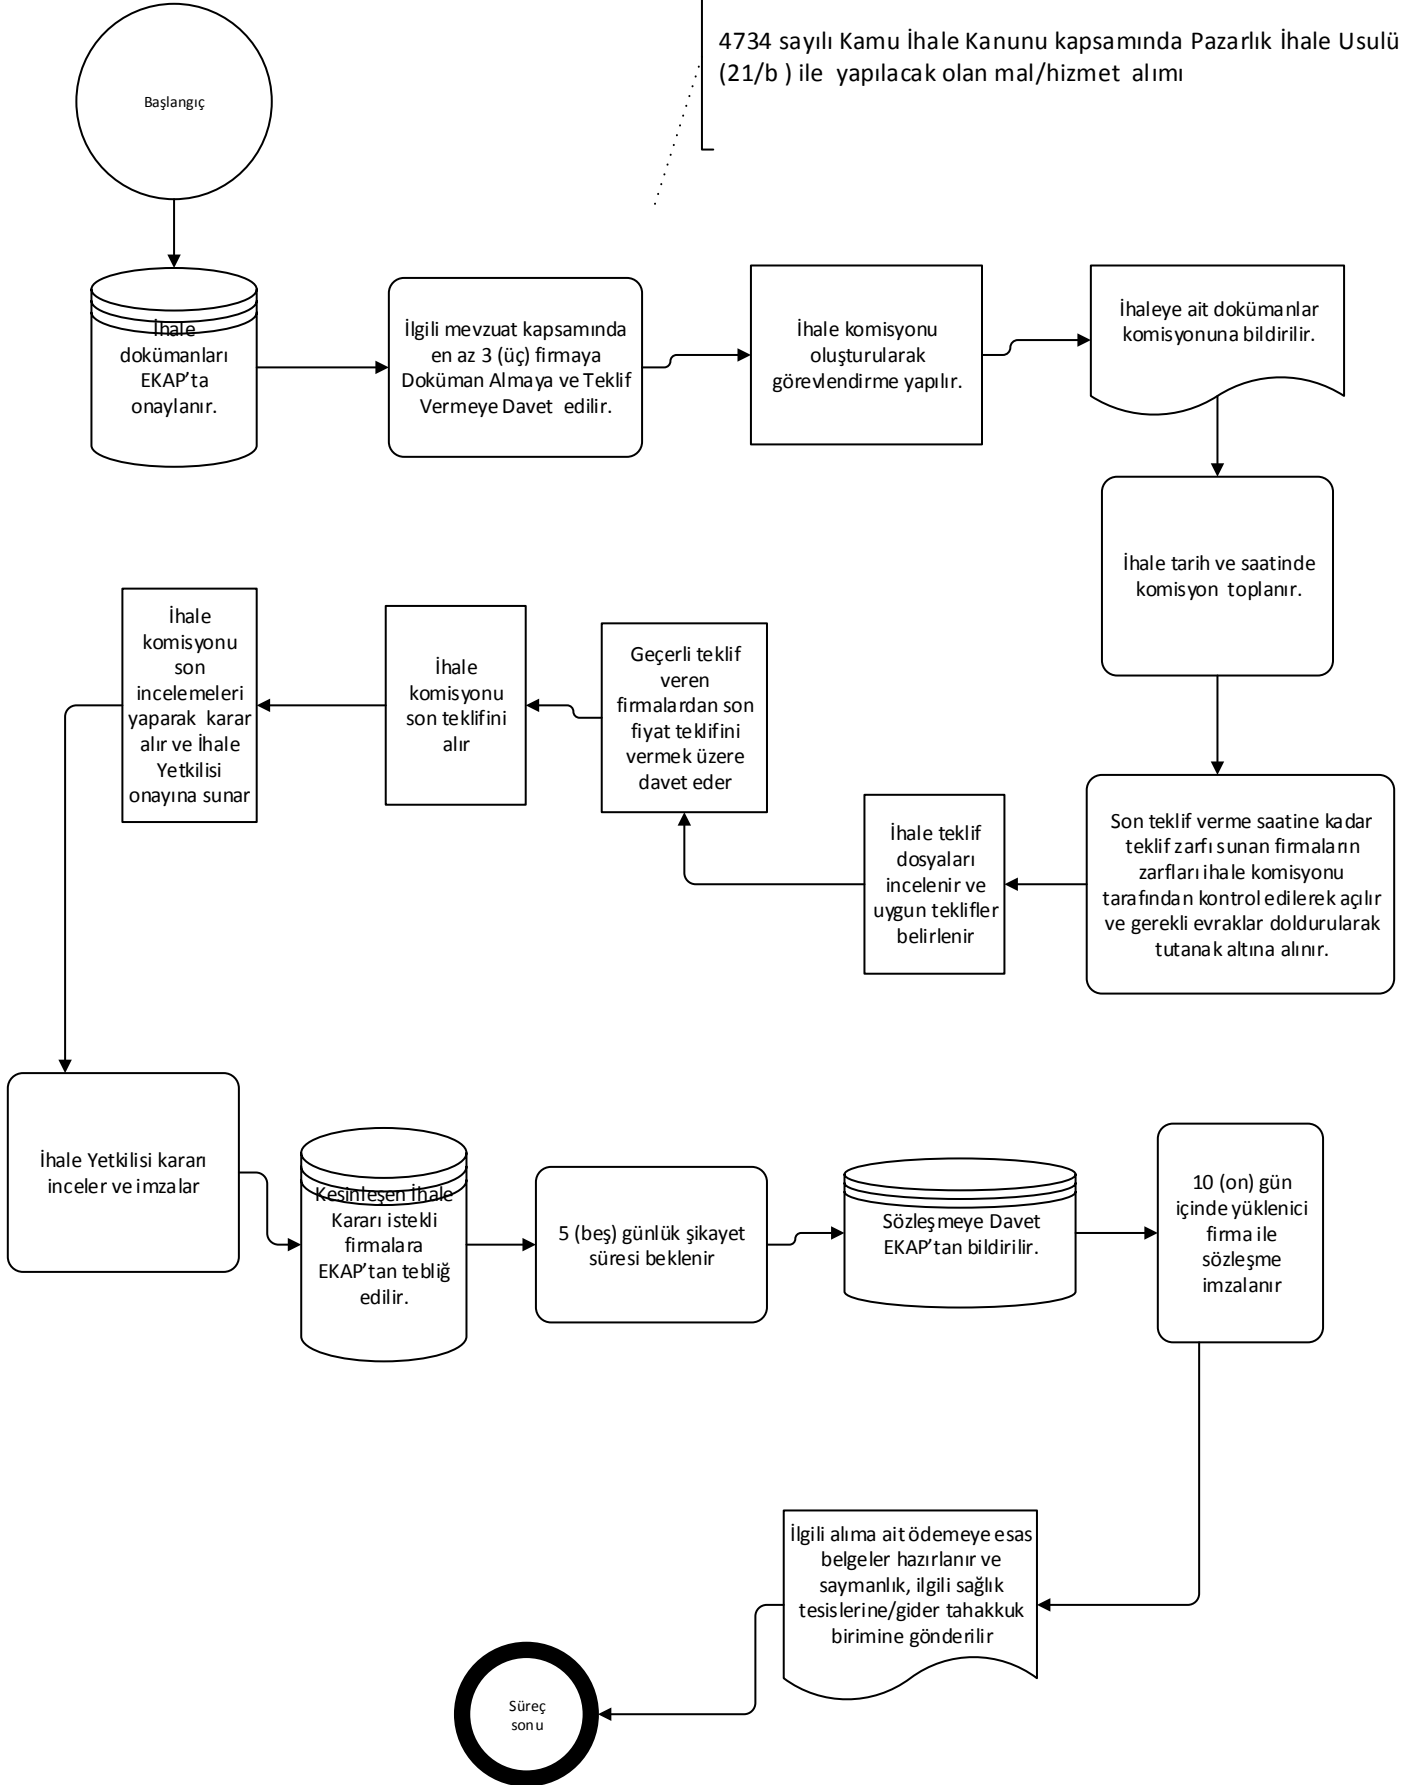 4734 sayılı Kamu İhale Kanunu kapsamında Pazarlık İhale Usulü
(21/b ) ile yapılacak olan mal/hizmet alımı
Başlangıç
İhale
dokümanları
EKAP’ta
onaylanır.
İlgili mevzuat kapsamında
en az 3 (üç) firmaya
Doküman Almaya ve Teklif
Vermeye Davet edilir.
İhale komisyonu
oluşturularak
görevlendirme yapılır.
İhaleye ait dokümanlar
komisyonuna bildirilir.
İhale tarih ve saatinde
komisyon toplanır.
Son teklif verme saatine kadar
teklif zarfı sunan firmaların
zarfları ihale komisyonu
tarafından kontrol edilerek açılır
ve gerekli evraklar doldurularak
tutanak altına alınır.
İhale teklif
dosyaları
incelenir ve
uygun teklifler
belirlenir
Geçerli teklif
veren
firmalardan son
fiyat teklifini
vermek üzere
davet eder
İhale
komisyonu
son teklifini
alır
İhale
komisyonu
son
incelemeleri
yaparak karar
alır ve İhale
Yetkilisi
onayına sunar
İhale Yetkilisi kararı
inceler ve imzalar
Kesinleşen İhale
Kararı istekli
firmalara
EKAP’tan tebliğ
edilir.
5 (beş) günlük şikayet
süresi beklenir
Sözleşmeye Davet
EKAP’tan bildirilir.
10 (on) gün
içinde yüklenici
firma ile
sözleşme
imzalanır
İlgili alıma ait ödemeye esas
belgeler hazırlanır ve
saymanlık, ilgili sağlık
tesislerine/gider tahakkuk
birimine gönderilir
Süreç
sonu